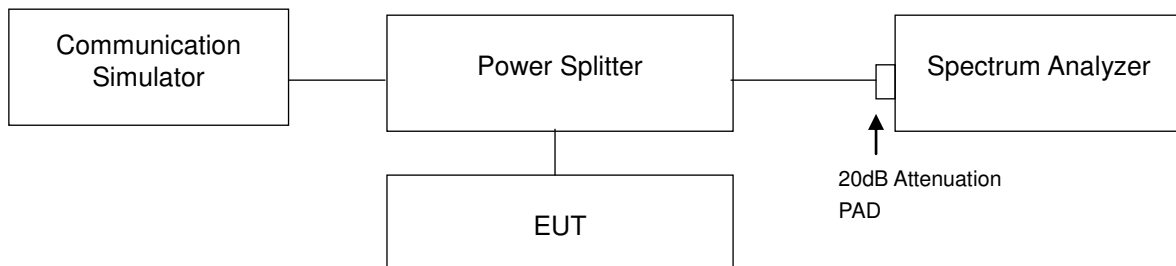 Communication
Simulator
Power Splitter
Spectrum Analyzer
20dB Attenuation
PAD
EUT